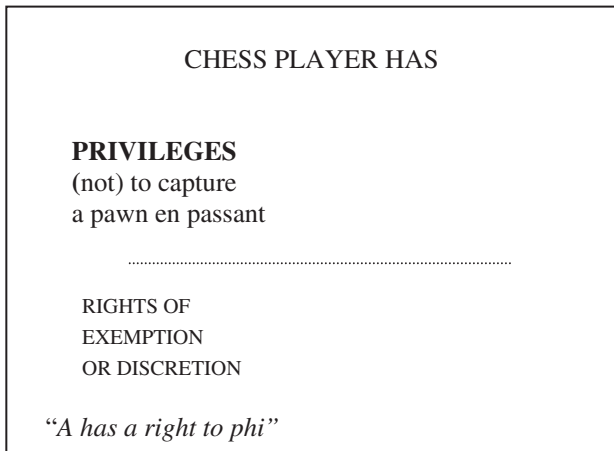 CHESS PLAYER HAS
PRIVILEGES
(not) to capture
a pawn en passant
RIGHTS OF
EXEMPTION
OR DISCRETION
“A has a right to phi”